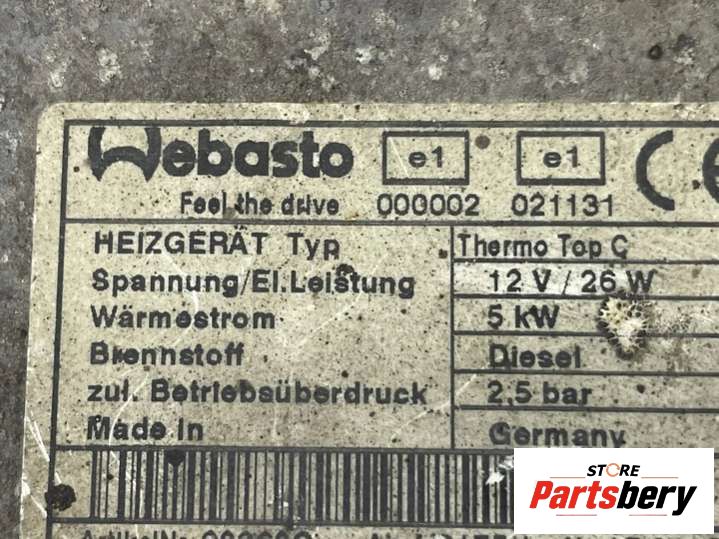 Webasto e1 e1 CE
Feel the drive 000002 021131
HEIZGERÄT Typ Thermo Top C
Spannung/El.Leistung 12 V / 26 W
Wärmestrom 5 kW
Brennstoff Diesel
zul. Betriebsüberdruck 2,5 bar
Made In Germany
STORE
Partsbery